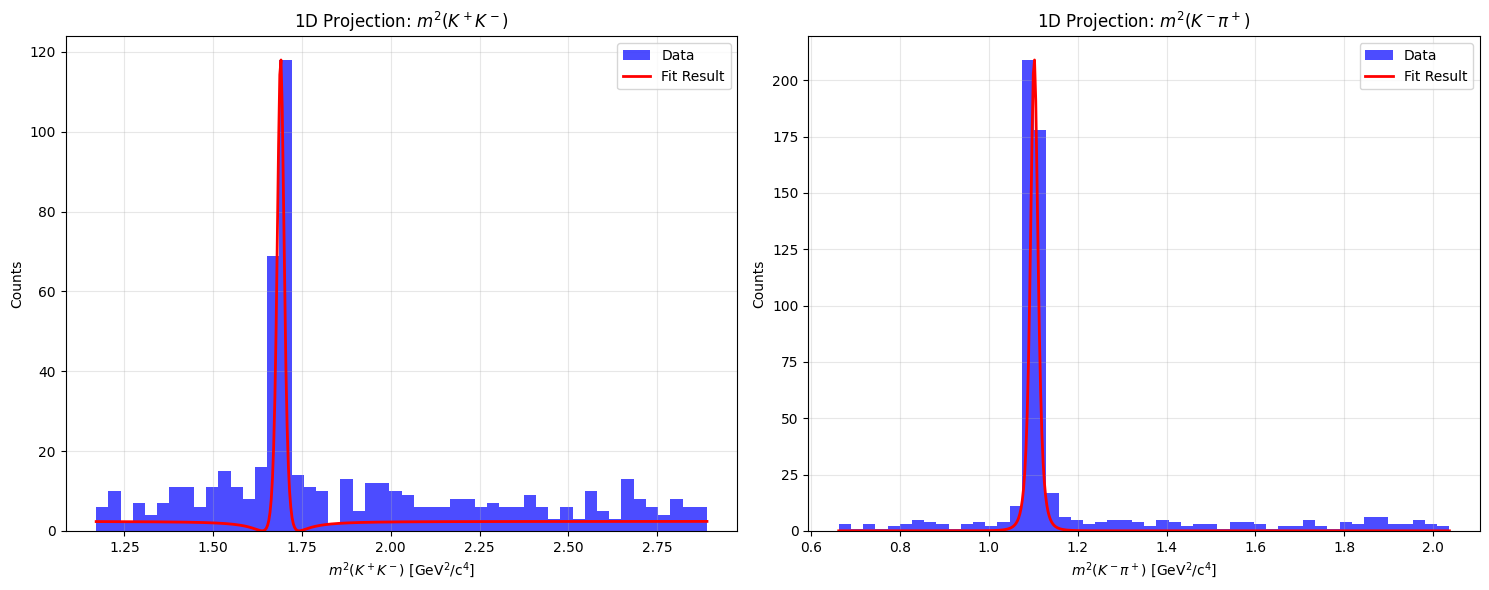 1D Projection: m²(K⁺K⁻)
Counts
120
100
80
60
40
20
0
1.25 1.50 1.75 2.00 2.25 2.50 2.75
m²(K⁺K⁻) [GeV²/c⁴]
Data
Fit Result
1D Projection: m²(K⁻π⁺)
Counts
200
175
150
125
100
75
50
25
0
0.6 0.8 1.0 1.2 1.4 1.6 1.8 2.0
m²(K⁻π⁺) [GeV²/c⁴]
Data
Fit Result